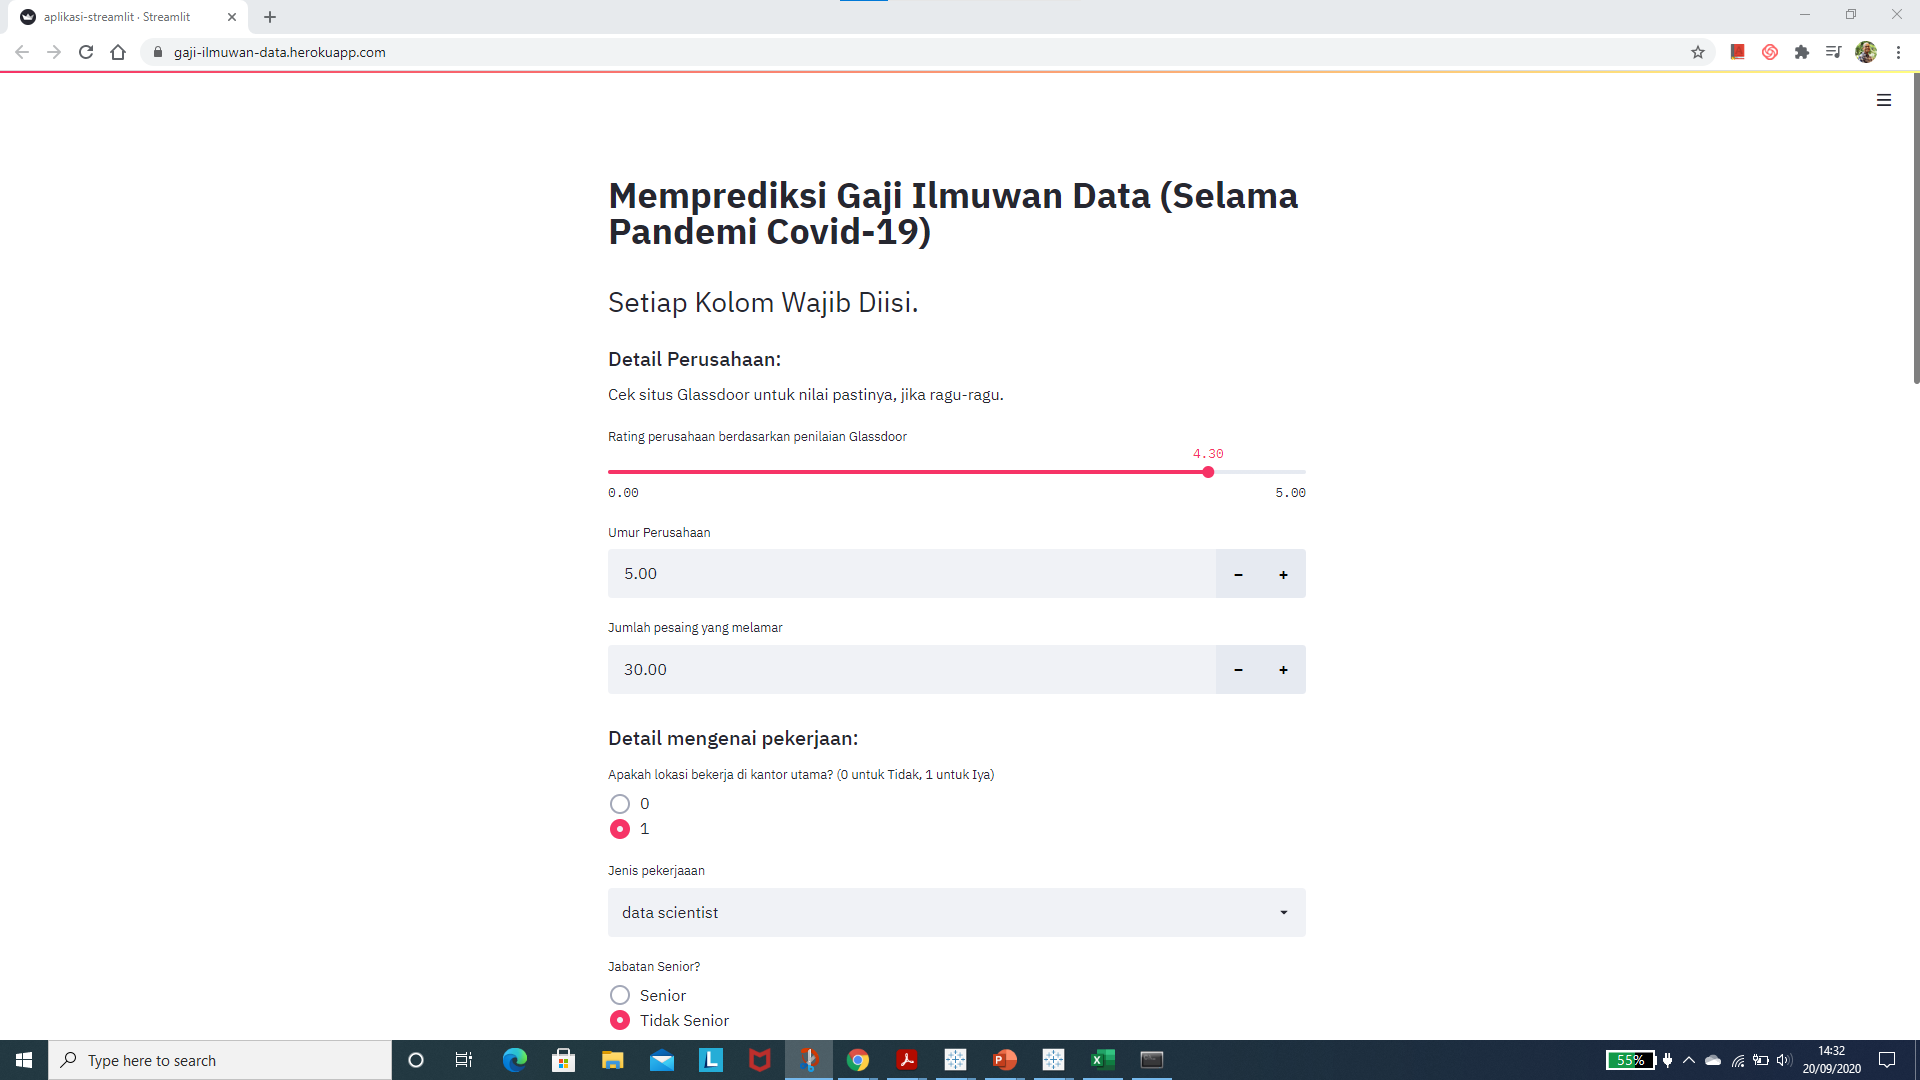 aplikasi-streamlit · Streamlit
gaji-ilmuwan-data.herokuapp.com
Memprediksi Gaji Ilmuwan Data (Selama
Pandemi Covid-19)
Setiap Kolom Wajib Diisi.
Detail Perusahaan:
Cek situs Glassdoor untuk nilai pastinya, jika ragu-ragu.
Rating perusahaan berdasarkan penilaian Glassdoor
4.30
0.00 5.00
Umur Perusahaan
5.00 - +
Jumlah pesaing yang melamar
30.00 - +
Detail mengenai pekerjaan:
Apakah lokasi bekerja di kantor utama? (0 untuk Tidak, 1 untuk Iya)
0
1
Jenis pekerjaaan
data scientist
Jabatan Senior?
Senior
Tidak Senior
Type here to search
L
P
X
55%
14:32
20/09/2020